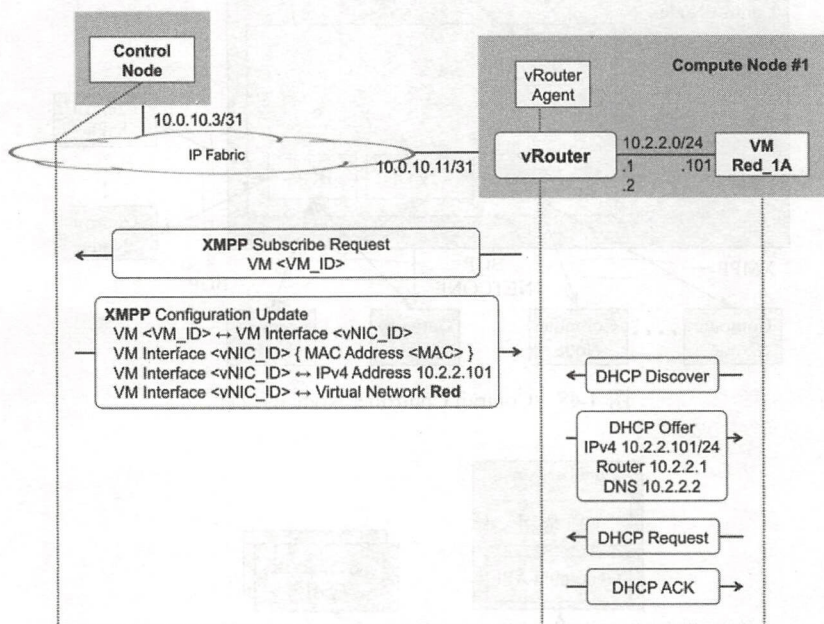 Control
Node
Compute Node #1
vRouter
Agent
10.0.10.3/31
IP Fabric
10.0.10.11/31
vRouter
10.2.2.0/24
.1
.101
.2
VM
Red_1A
XMPP Subscribe Request
VM <VM_ID>
XMPP Configuration Update
VM <VM_ID> ↔ VM Interface <vNIC_ID>
VM Interface <vNIC_ID> { MAC Address <MAC> }
VM Interface <vNIC_ID> ↔ IPv4 Address 10.2.2.101
VM Interface <vNIC_ID> ↔ Virtual Network Red
DHCP Discover
DHCP Offer
IPv4 10.2.2.101/24
Router 10.2.2.1
DNS 10.2.2.2
DHCP Request
DHCP ACK